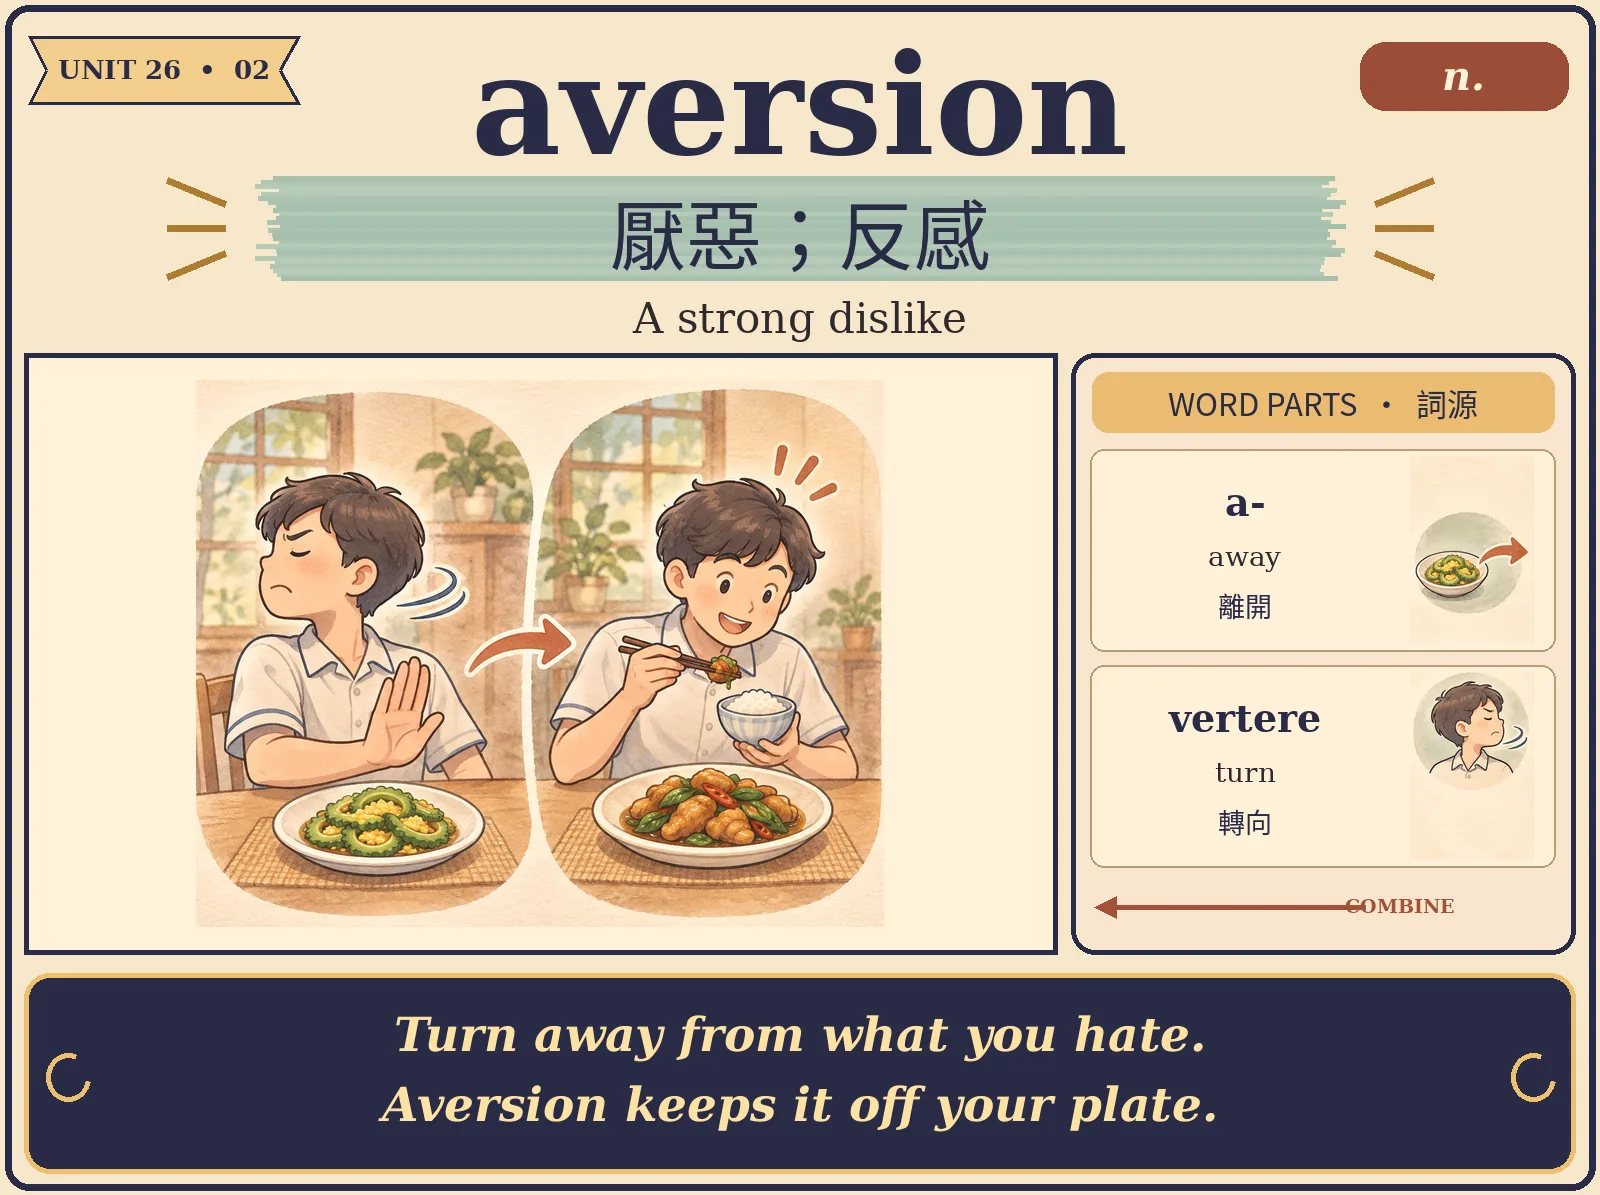 UNIT 26 • 02
aversion
n.
厭惡；反感
A strong dislike
WORD PARTS · 詞源
a-
away
離開
vertere
turn
轉向
COMBINE
Turn away from what you hate.
Aversion keeps it off your plate.